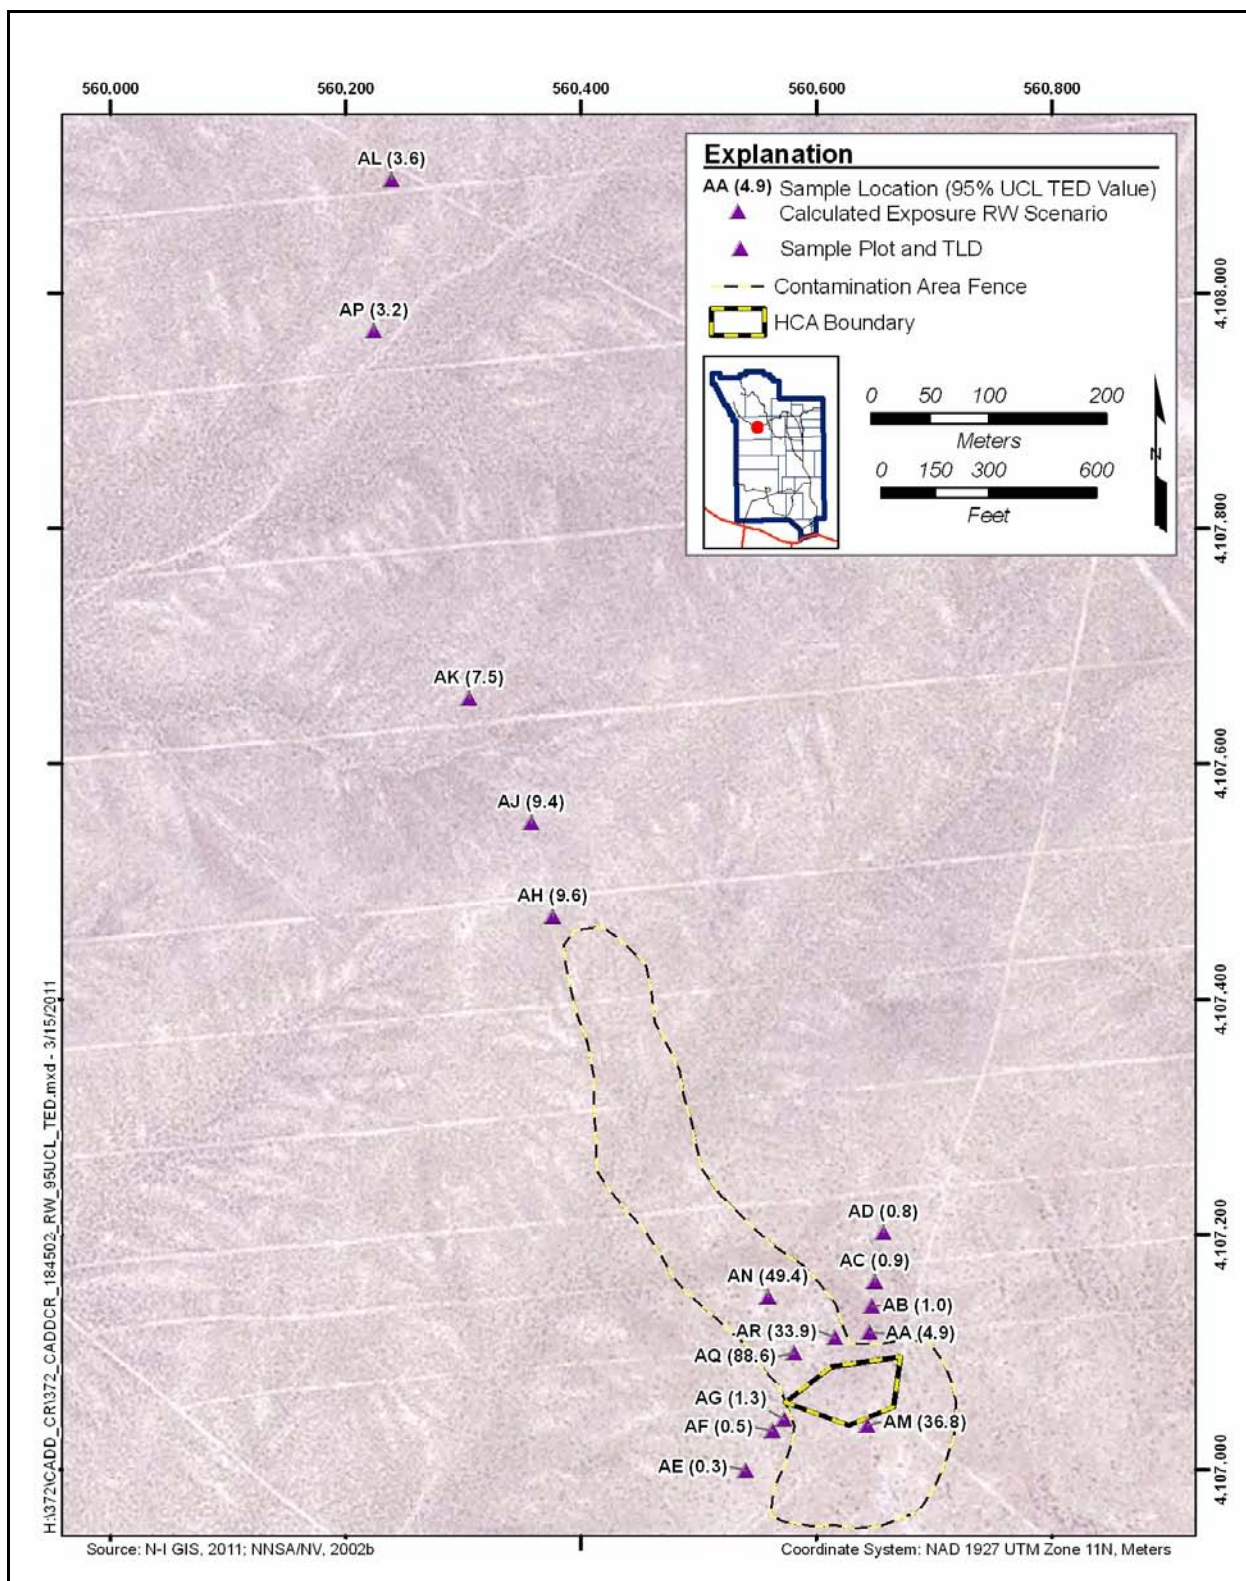 560.000 560.200 560.400 560.600 560.800
AL (3.6)
AP (3.2)
Explanation
AA (4.9) Sample Location (95% UCL TED Value)
Calculated Exposure RW Scenario
Sample Plot and TLD
Contamination Area Fence
HCA Boundary
0 50 100 200
Meters
0 150 300 600
Feet
N
4,108.000
4,107.800
AK (7.5)
4,107.600
AJ (9.4)
AH (9.6)
4,107.400
AD (0.8)
4,107.200
AC (0.9)
AN (49.4)
AB (1.0)
AR (33.9)
AA (4.9)
AQ (88.6)
AG (1.3)
AF (0.5)
AM (36.8)
AE (0.3)
4,107.000
H:\372\CADD_CR\372_CADDCR_184502_RW_95UCL_TED.mxd - 3/15/2011
Source: N-I GIS, 2011; NNSA/NV, 2002b
Coordinate System: NAD 1927 UTM Zone 11N, Meters